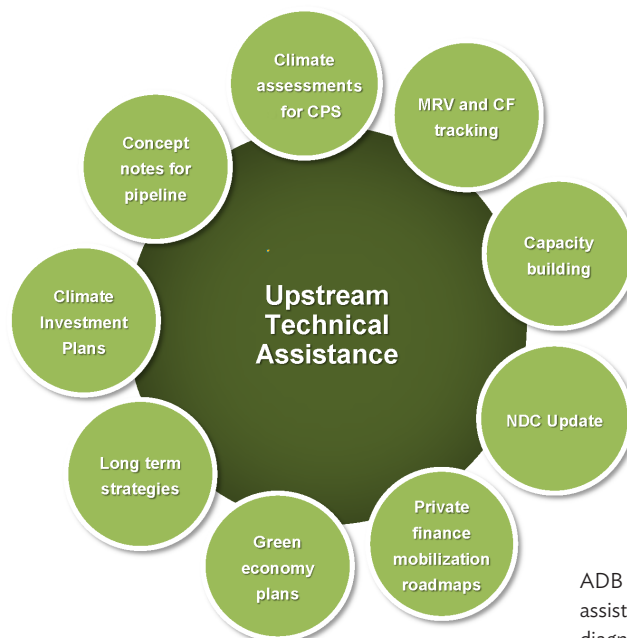 Climate
assessments
for CPS
MRV and CF
tracking
Capacity
building
NDC Update
Private
finance
mobilization
roadmaps
Green
economy
plans
Long term
strategies
Climate
Investment
Plans
Concept
notes for
pipeline
Upstream
Technical
Assistance
ADB